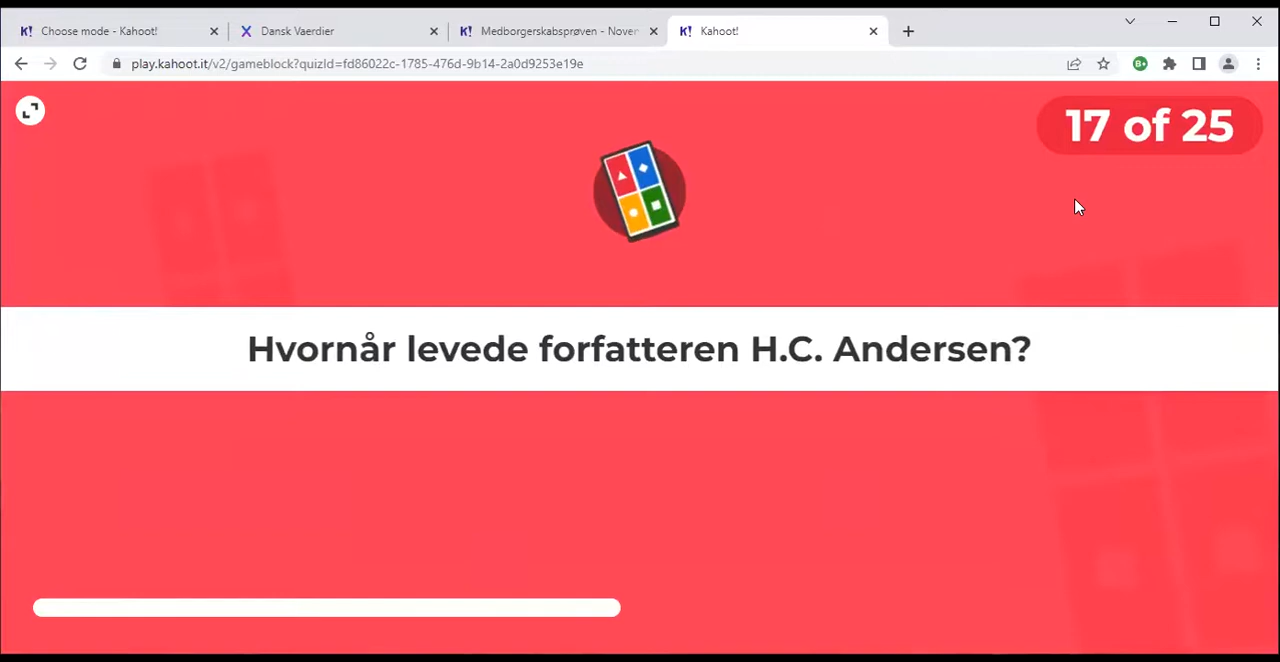 K! Choose mode - Kahoot!
Dansk Vaerdier
K! Medborgerskabsprøven - Noven
K! Kahoot!
play.kahoot.it/v2/gameblock?quizId=fd86022c-1785-476d-9b14-2a0d9253e19e
17 of 25
Hvornår levede forfatteren H.C. Andersen?